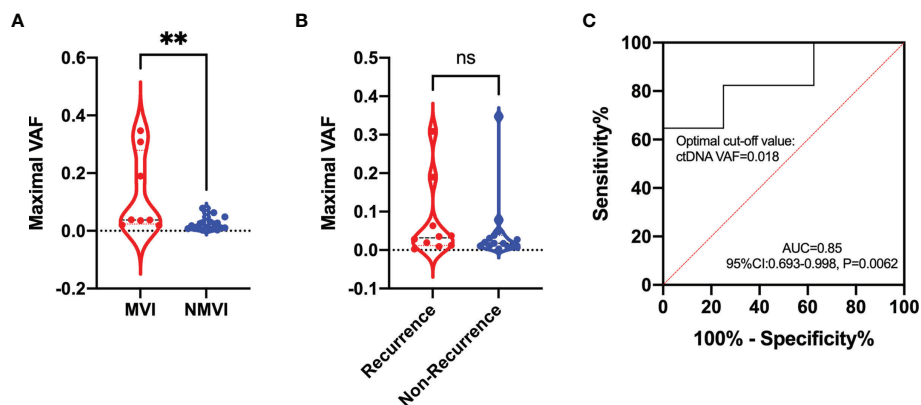 A
**
Maximal VAF
0.6
0.4
0.2
0.0
-0.2
MVI
NMVI
B
ns
Maximal VAF
0.5
0.4
0.3
0.2
0.1
0.0
-0.1
Recurrence
Non-Recurrence
C
Sensitivity%
100
80
60
40
20
0
Optimal cut-off value:
ctDNA VAF=0.018
AUC=0.85
95%CI:0.693-0.998, P=0.0062
0
20
40
60
80
100
100% - Specificity%